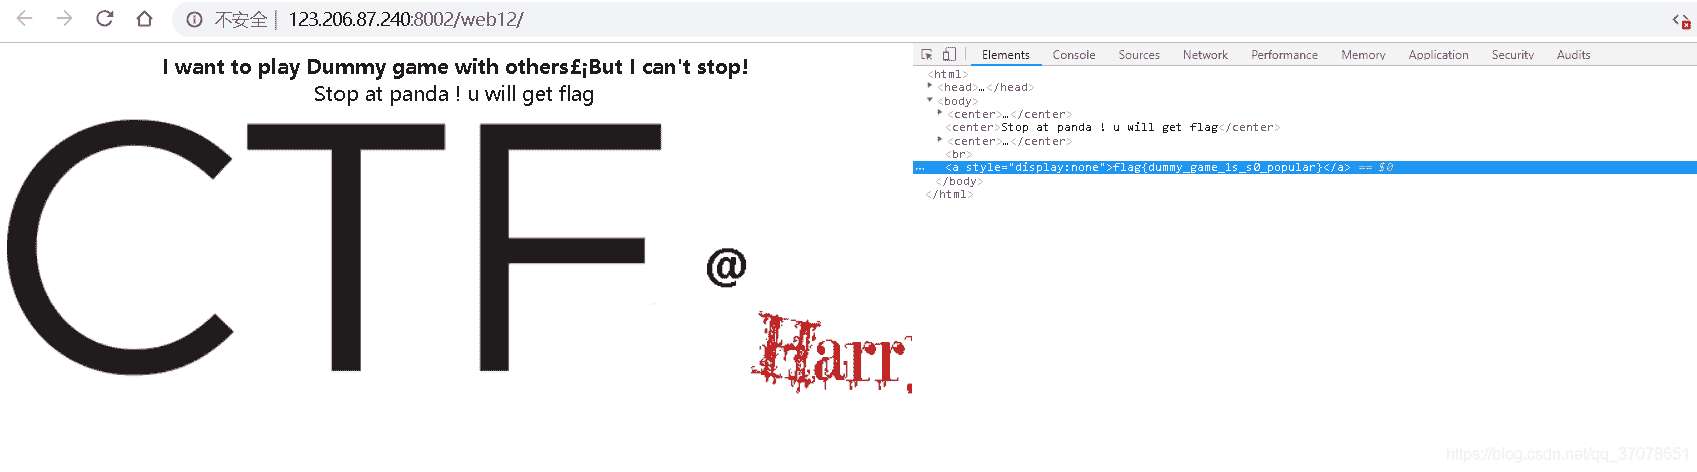 不安全 | 123.206.87.240:8002/web12/
I want to play Dummy game with others£¡But I can't stop!
Stop at panda ! u will get flag
CTF
@
Harr
Elements Console Sources Network Performance Memory Application Security Audits
<html>
<head>…</head>
<body>
<center>…</center>
<center>Stop at panda ! u will get flag</center>
<center>…</center>
<br>
… <a style="display:none">flag{dummy_game_1s_s0_popular}</a> == $0
</body>
</html>
https://blog.csdn.net/qq_37078651